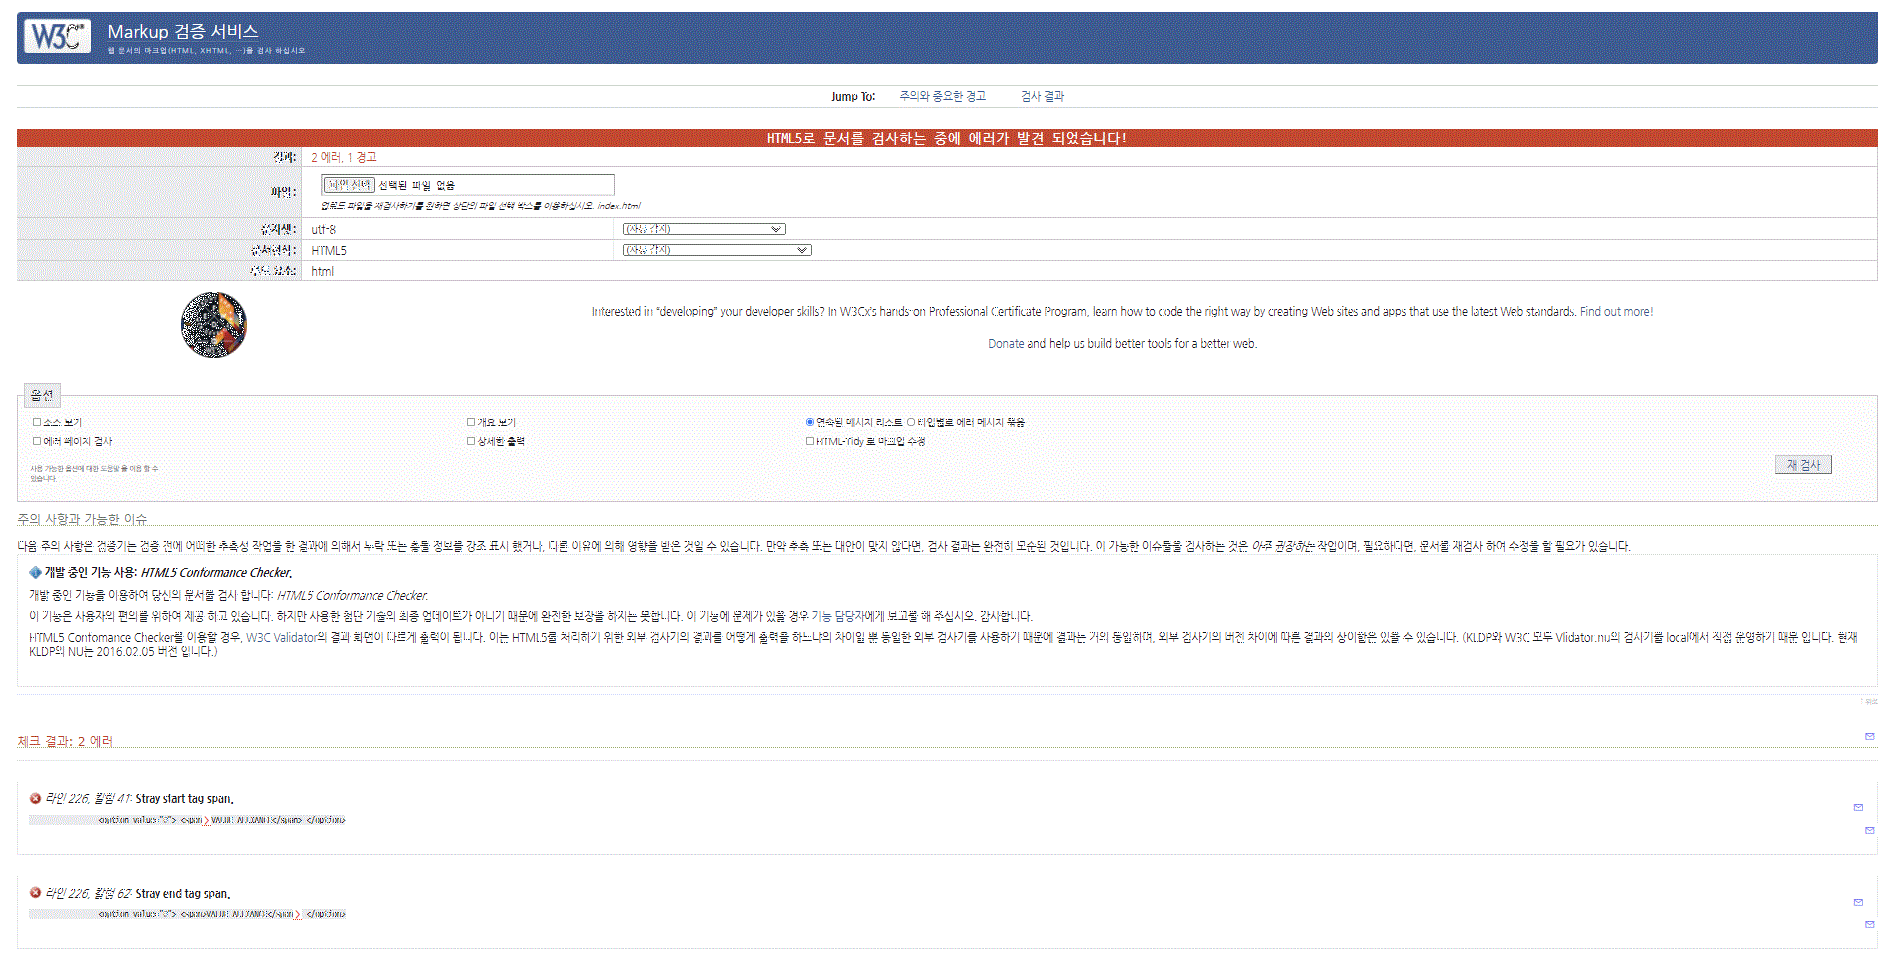 W3C
Markup 검증 서비스
웹 문서의 마크업(HTML, XHTML, …)을 검사 하십시오
Jump To: 주의와 중요한 경고 검사 결과
HTML5로 문서를 검사하는 중에 에러가 발견 되었습니다!
결과: 2 에러, 1 경고
파일: 파일 선택 선택된 파일 없음
업로드 파일을 재검사하기를 원하면 상단의 파일 선택 박스를 이용하십시오. index.html
문자셋: utf-8 (자동 감지)
문서형식: HTML5 (자동 감지)
루트 요소: html
Interested in "developing" your developer skills? In W3Cx's hands-on Professional Certificate Program, learn how to code the right way by creating Web sites and apps that use the latest Web standards. Find out more!
Donate and help us build better tools for a better web.
옵션
소스 보기 개요 보기 연속된 메시지 리스트 타입별로 에러 메시지 묶음
에러 페이지 검사 상세한 출력 HTML-Tidy 로 마크업 수정
사용 가능한 옵션에 대한 도움말 을 이용 할 수
있습니다.
재 검사
주의 사항과 가능한 이슈
다음 주의 사항은 검증기는 검증 전에 어떠한 추측성 작업을 한 결과에 의해서 누락 또는 충돌 정보를 강조 표시 했거나, 다른 이유에 의해 영향을 받은 것일 수 있습니다. 만약 추측 또는 대안이 맞지 않다면, 검사 결과는 완전히 모순된 것입니다. 이 가능한 이슈들을 검사하는 것은 아주 권장하는 작업이며, 필요하다면, 문서를 재검사 하여 수정을 할 필요가 있습니다.
개발 중인 기능 사용: HTML5 Conformance Checker.
개발 중인 기능을 이용하여 당신의 문서를 검사 합니다: HTML5 Conformance Checker.
이 기능은 사용자의 편의를 위하여 제공 하고 있습니다. 하지만 사용한 첨단 기술의 최종 업데이트가 아니기 때문에 완전한 보장을 하지는 못합니다. 이 기능에 문제가 있을 경우 기능 담당자에게 보고를 해 주십시오. 감사합니다.
HTML5 Confomance Checker를 이용할 경우, W3C Validator의 결과 화면이 다르게 출력이 됩니다. 이는 HTML5를 처리하기 위한 외부 검사기의 결과를 어떻게 출력을 하느냐의 차이일 뿐 동일한 외부 검사기를 사용하기 때문에 결과는 거의 동일하며, 외부 검사기의 버전 차이에 따른 결과의 상이함은 있을 수 있습니다. (KLDP와 W3C 모두 Vlidator.nu의 검사기를 local에서 직접 운영하기 때문 입니다. 현재
KLDP의 NU는 2016.02.05 버전 입니다.)
↑ 위로
체크 결과: 2 에러
라인 226, 칼럼 41: Stray start tag span.
<option value="3"> <span>VALUE ALEXANO!</span> </option>
라인 226, 칼럼 62: Stray end tag span.